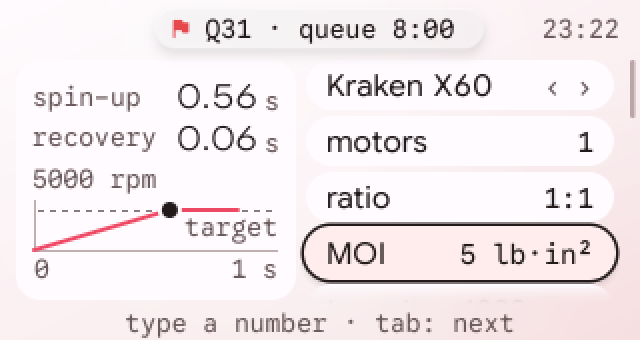 Q31 · queue 8:00
23:22
spin-up 0.56 s
recovery 0.06 s
5000 rpm
target
0 1 s
Kraken X60 ‹ ›
motors 1
ratio 1:1
MOI 5 lb·in²
type a number · tab: next